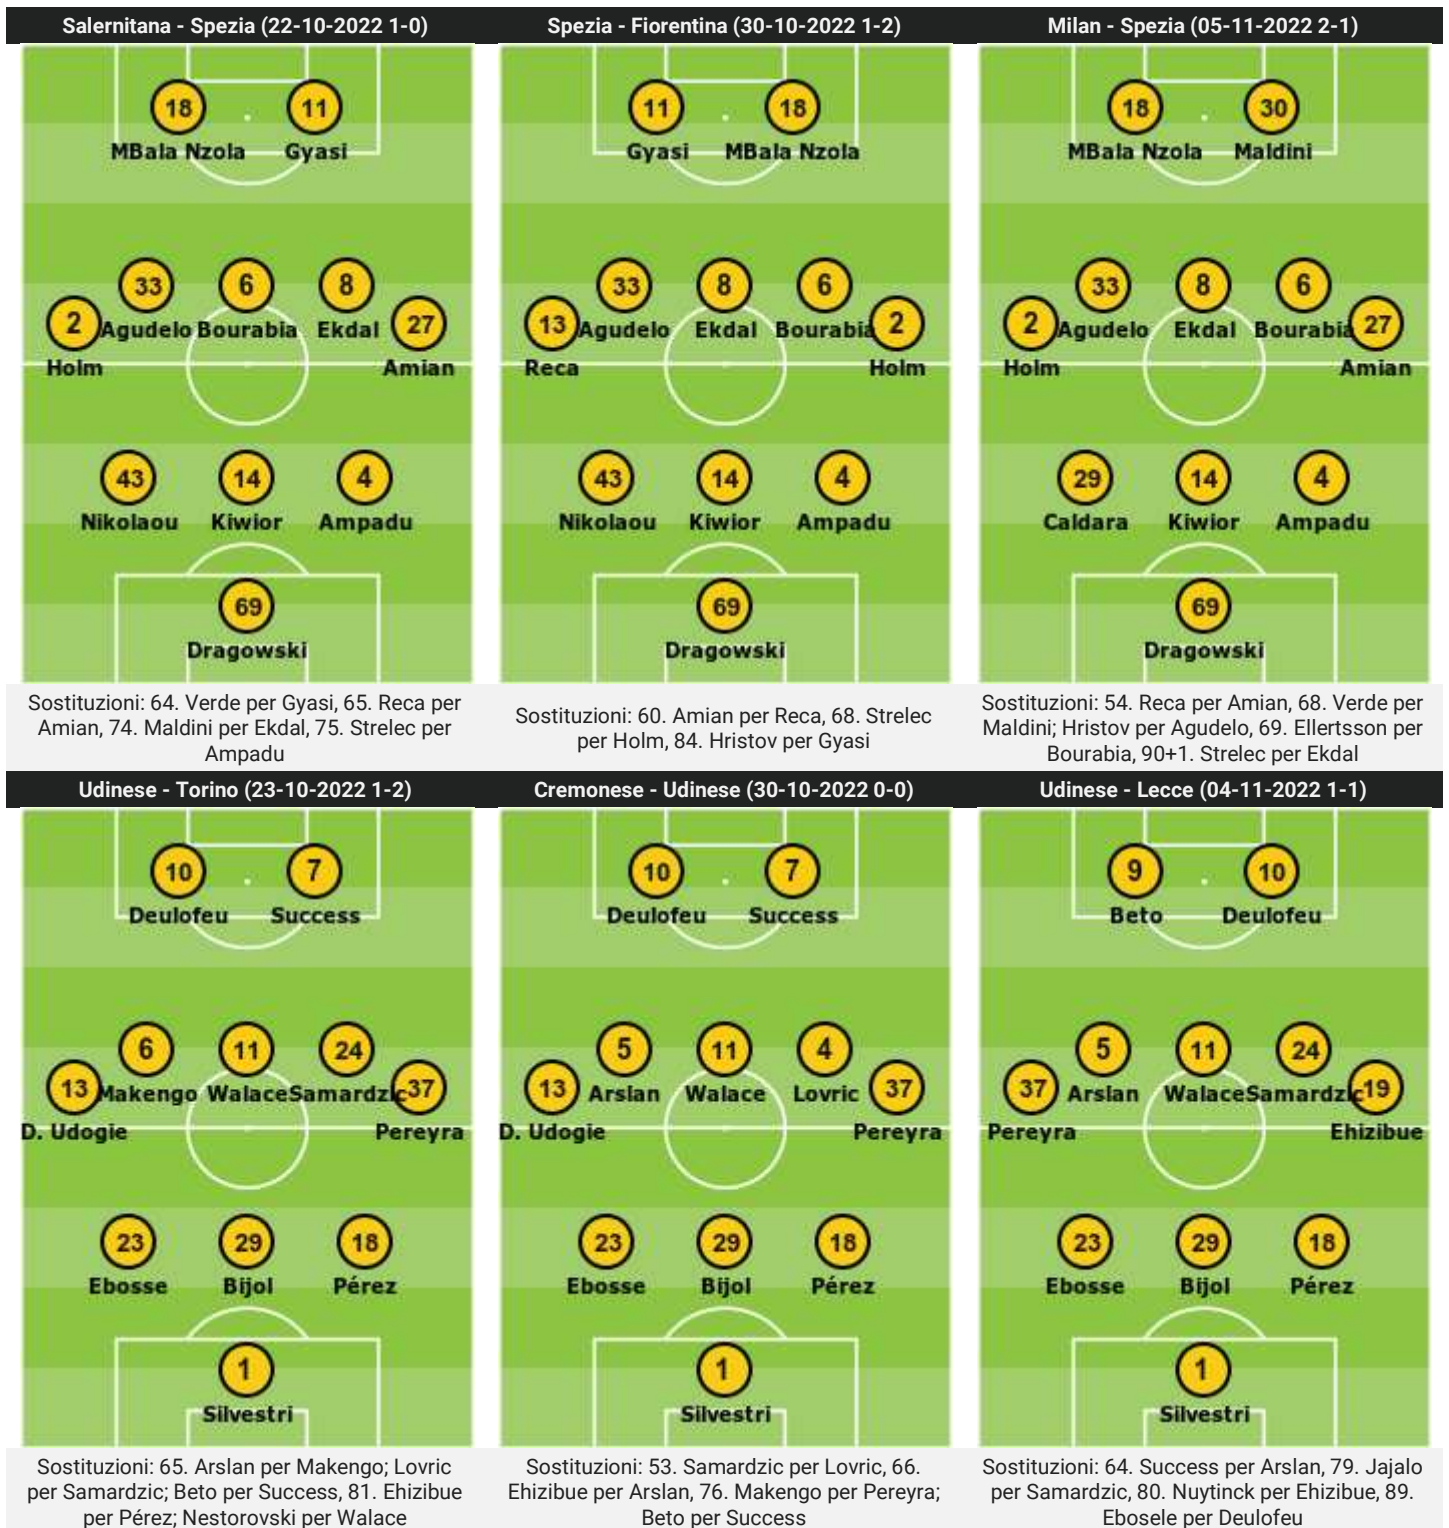 Salernitana - Spezia (22-10-2022 1-0)
18 11
MBala Nzola Gyasi
33 6 8
2 27
Agudelo Bourabia Ekdal
Holm Amian
43 14 4
Nikolaou Kiwior Ampadu
69
Dragowski
Sostituzioni: 64. Verde per Gyasi, 65. Reca per
Amian, 74. Maldini per Ekdal, 75. Strelec per
Ampadu
Spezia - Fiorentina (30-10-2022 1-2)
11 18
Gyasi MBala Nzola
33 8 6
13 2
Agudelo Ekdal Bourabia
Reca Holm
43 14 4
Nikolaou Kiwior Ampadu
69
Dragowski
Sostituzioni: 60. Amian per Reca, 68. Strelec
per Holm, 84. Hristov per Gyasi
Milan - Spezia (05-11-2022 2-1)
18 30
MBala Nzola Maldini
33 8 6
2 27
Agudelo Ekdal Bourabia
Holm Amian
29 14 4
Caldara Kiwior Ampadu
69
Dragowski
Sostituzioni: 54. Reca per Amian, 68. Verde per
Maldini; Hristov per Agudelo, 69. Ellertsson per
Bourabia, 90+1. Strelec per Ekdal
Udinese - Torino (23-10-2022 1-2)
10 7
Deulofeu Success
6 11 24
13 37
Makengo Walace Samardzic
D. Udogie Pereyra
23 29 18
Ebosse Bijol Pérez
1
Silvestri
Sostituzioni: 65. Arslan per Makengo; Lovric
per Samardzic; Beto per Success, 81. Ehizibue
per Pérez; Nestorovski per Walace
Cremonese - Udinese (30-10-2022 0-0)
10 7
Deulofeu Success
5 11 4
13 37
Arslan Walace Lovric
D. Udogie Pereyra
23 29 18
Ebosse Bijol Pérez
1
Silvestri
Sostituzioni: 53. Samardzic per Lovric, 66.
Ehizibue per Arslan, 76. Makengo per Pereyra;
Beto per Success
Udinese - Lecce (04-11-2022 1-1)
9 10
Beto Deulofeu
5 11 24
37 19
Arslan Walace Samardzic
Pereyra Ehizibue
23 29 18
Ebosse Bijol Pérez
1
Silvestri
Sostituzioni: 64. Success per Arslan, 79. Jajalo
per Samardzic, 80. Nuytinck per Ehizibue, 89.
Ebosele per Deulofeu